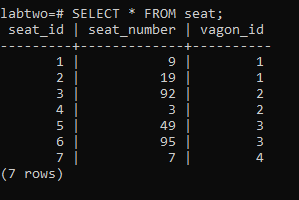 labtwo=# SELECT * FROM seat;
 seat_id | seat_number | vagon_id
---------+-------------+----------
       1 |           9 |        1
       2 |          19 |        1
       3 |          92 |        2
       4 |           3 |        2
       5 |          49 |        3
       6 |          95 |        3
       7 |           7 |        4
(7 rows)